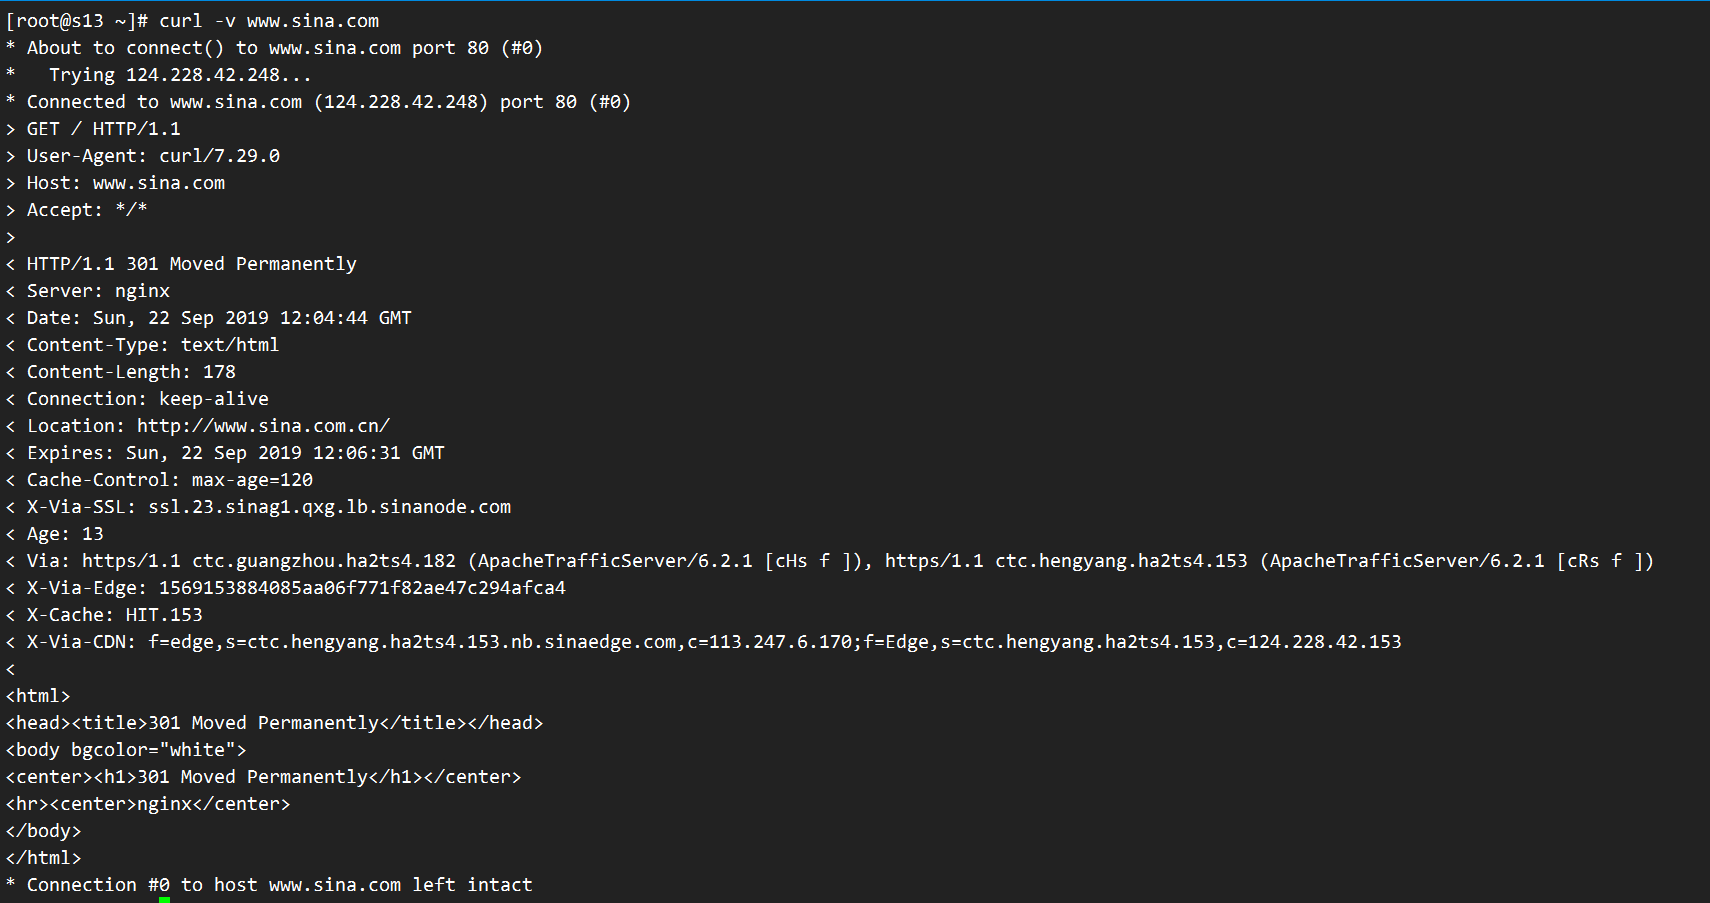 [root@s13 ~]# curl -v www.sina.com
* About to connect() to www.sina.com port 80 (#0)
*   Trying 124.228.42.248...
* Connected to www.sina.com (124.228.42.248) port 80 (#0)
> GET / HTTP/1.1
> User-Agent: curl/7.29.0
> Host: www.sina.com
> Accept: */*
>
< HTTP/1.1 301 Moved Permanently
< Server: nginx
< Date: Sun, 22 Sep 2019 12:04:44 GMT
< Content-Type: text/html
< Content-Length: 178
< Connection: keep-alive
< Location: http://www.sina.com.cn/
< Expires: Sun, 22 Sep 2019 12:06:31 GMT
< Cache-Control: max-age=120
< X-Via-SSL: ssl.23.sinag1.qxg.lb.sinanode.com
< Age: 13
< Via: https/1.1 ctc.guangzhou.ha2ts4.182 (ApacheTrafficServer/6.2.1 [cHs f ]), https/1.1 ctc.hengyang.ha2ts4.153 (ApacheTrafficServer/6.2.1 [cRs f ])
< X-Via-Edge: 1569153884085aa06f771f82ae47c294afca4
< X-Cache: HIT.153
< X-Via-CDN: f=edge,s=ctc.hengyang.ha2ts4.153.nb.sinaedge.com,c=113.247.6.170;f=Edge,s=ctc.hengyang.ha2ts4.153,c=124.228.42.153
<
<html>
<head><title>301 Moved Permanently</title></head>
<body bgcolor="white">
<center><h1>301 Moved Permanently</h1></center>
<hr><center>nginx</center>
</body>
</html>
* Connection #0 to host www.sina.com left intact